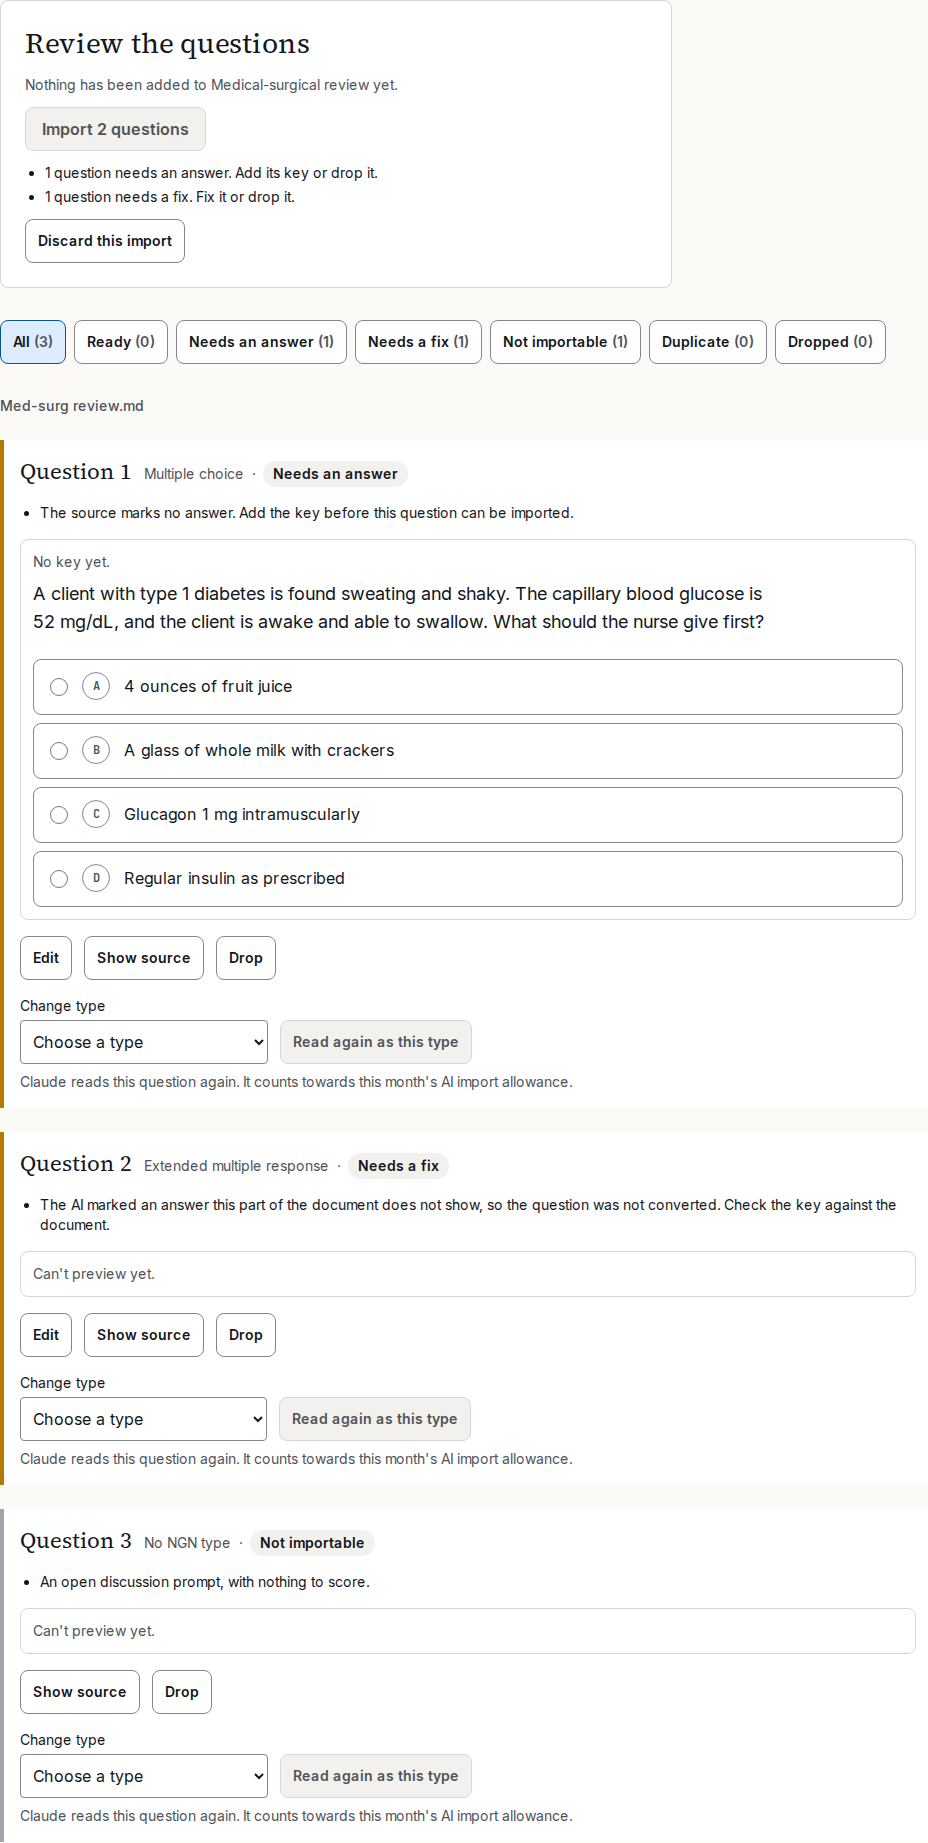 Review the questions
Nothing has been added to Medical-surgical review yet.
Import 2 questions
1 question needs an answer. Add its key or drop it.
1 question needs a fix. Fix it or drop it.
Discard this import
All (3) Ready (0) Needs an answer (1) Needs a fix (1) Not importable (1) Duplicate (0) Dropped (0)
Med-surg review.md
Question 1 Multiple choice · Needs an answer
The source marks no answer. Add the key before this question can be imported.
No key yet.
A client with type 1 diabetes is found sweating and shaky. The capillary blood glucose is
52 mg/dL, and the client is awake and able to swallow. What should the nurse give first?
A 4 ounces of fruit juice
B A glass of whole milk with crackers
C Glucagon 1 mg intramuscularly
D Regular insulin as prescribed
Edit Show source Drop
Change type
Choose a type Read again as this type
Claude reads this question again. It counts towards this month's AI import allowance.
Question 2 Extended multiple response · Needs a fix
The AI marked an answer this part of the document does not show, so the question was not converted. Check the key against the
document.
Can't preview yet.
Edit Show source Drop
Change type
Choose a type Read again as this type
Claude reads this question again. It counts towards this month's AI import allowance.
Question 3 No NGN type · Not importable
An open discussion prompt, with nothing to score.
Can't preview yet.
Show source Drop
Change type
Choose a type Read again as this type
Claude reads this question again. It counts towards this month's AI import allowance.